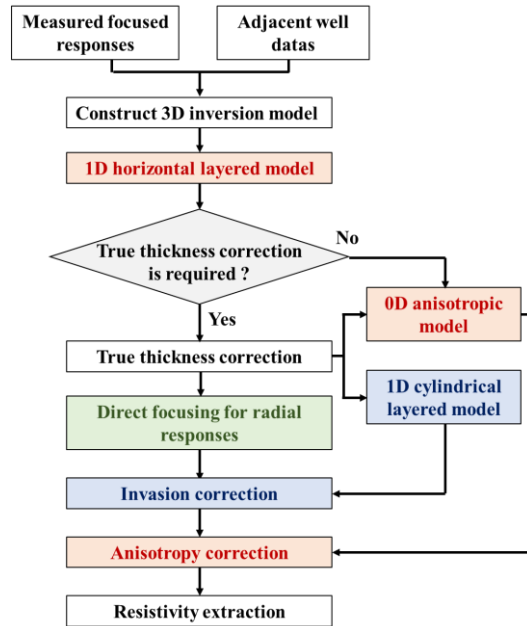 Measured focused
responses
Adjacent well
datas
Construct 3D inversion model
1D horizontal layered model
True thickness correction
is required ?
No
Yes
0D anisotropic
model
True thickness correction
1D cylindrical
layered model
Direct focusing for radial
responses
Invasion correction
Anisotropy correction
Resistivity extraction